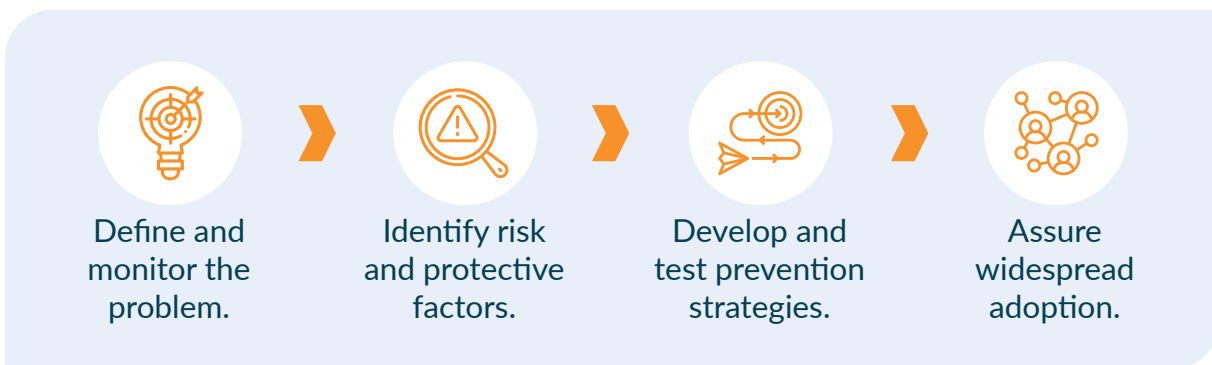 Define and
monitor the
problem.
Identify risk
and protective
factors.
Develop and
test prevention
strategies.
Assure
widespread
adoption.